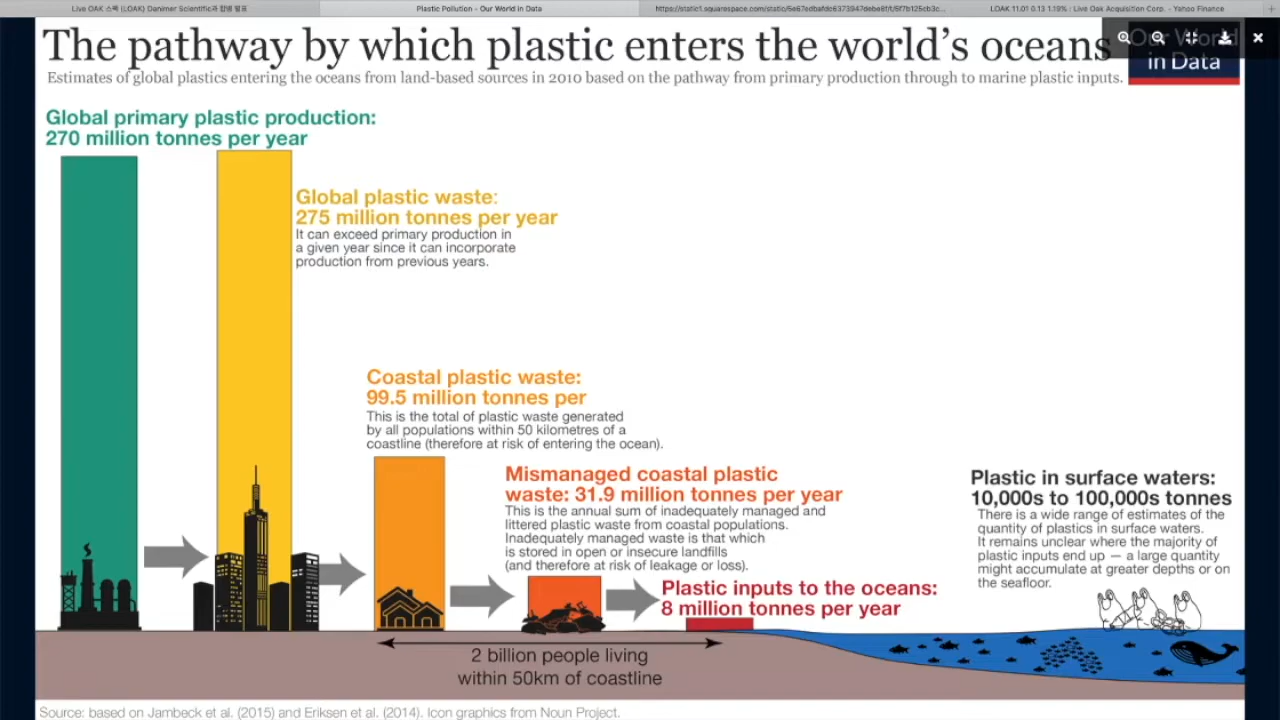 Live OAK 스팩 (LOAK) Danimer Scientific과 합병 발표
Plastic Pollution - Our World in Data
LOAK 11.01 0.13 1.19% : Live Oak Acquisition Corp. - Yahoo Finance
The pathway by which plastic enters the world's oceans
Our World
in Data
Estimates of global plastics entering the oceans from land-based sources in 2010 based on the pathway from primary production through to marine plastic inputs.
Global primary plastic production:
270 million tonnes per year
Global plastic waste:
275 million tonnes per year
It can exceed primary production in
a given year since it can incorporate
production from previous years.
Coastal plastic waste:
99.5 million tonnes per
This is the total of plastic waste generated
by all populations within 50 kilometres of a
coastline (therefore at risk of entering the ocean).
Mismanaged coastal plastic
waste: 31.9 million tonnes per year
This is the annual sum of inadequately managed and
littered plastic waste from coastal populations.
Inadequately managed waste is that which
is stored in open or insecure landfills
(and therefore at risk of leakage or loss).
Plastic inputs to the oceans:
8 million tonnes per year
Plastic in surface waters:
10,000s to 100,000s tonnes
There is a wide range of estimates of the
quantity of plastics in surface waters.
It remains unclear where the majority of
plastic inputs end up — a large quantity
might accumulate at greater depths or on
the seafloor.
2 billion people living
within 50km of coastline
Source: based on Jambeck et al. (2015) and Eriksen et al. (2014). Icon graphics from Noun Project.